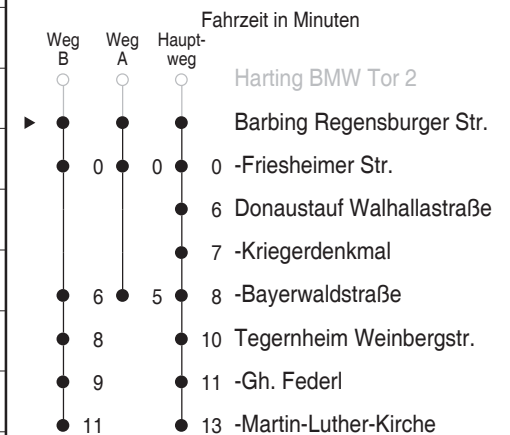 Fahrzeit in Minuten
Weg B Weg A Haupt-weg
Harting BMW Tor 2
Barbing Regensburger Str.
0 0 0 -Friesheimer Str.
6 Donaustauf Walhallastraße
7 -Kriegerdenkmal
6 5 8 -Bayerwaldstraße
8 10 Tegernheim Weinbergstr.
9 11 -Gh. Federl
11 13 -Martin-Luther-Kirche